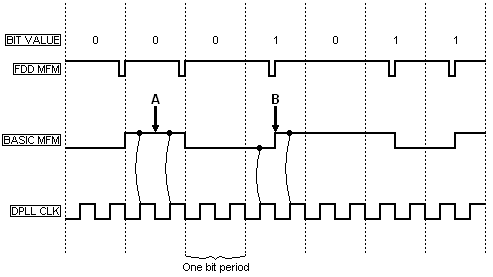 BIT VALUE 0 0 0 1 0 1 1
FDD MFM
A B
BASIC MFM
DPLL CLK
One bit period